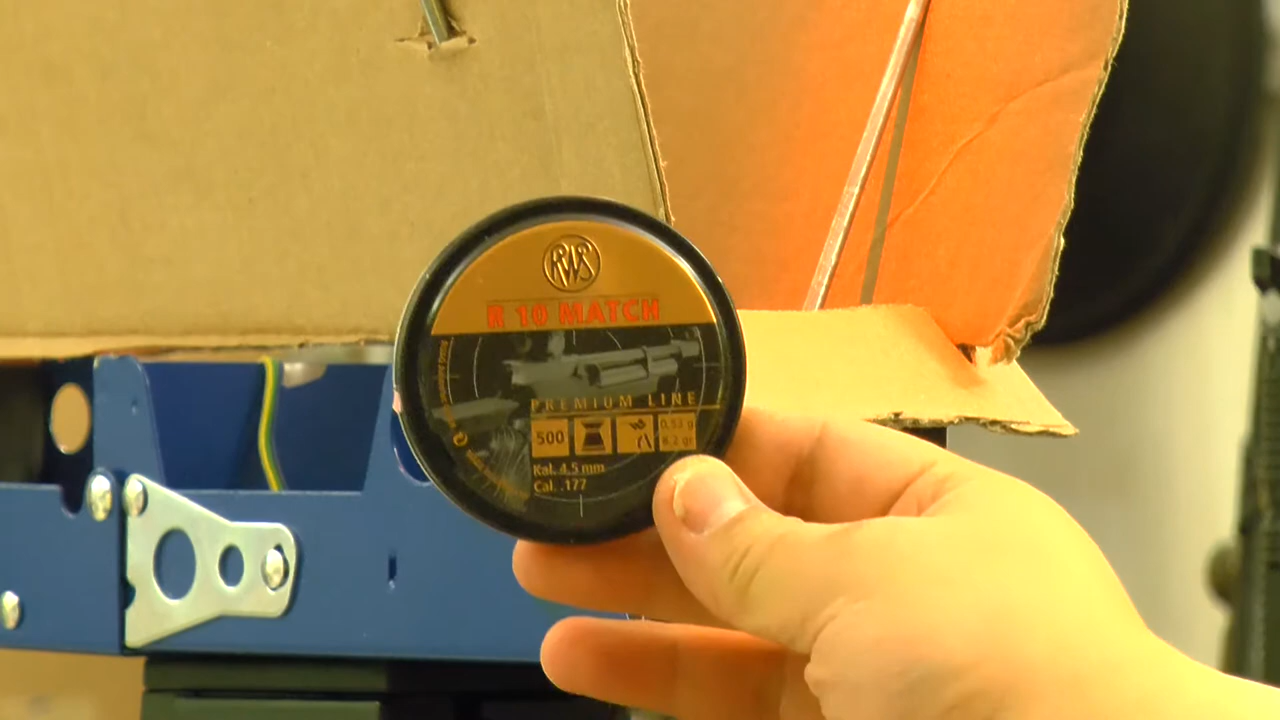 RWS
R 10 MATCH
PREMIUM LINE
500
0,53 g
8.2 gr
Kal. 4,5 mm
Cal. .177